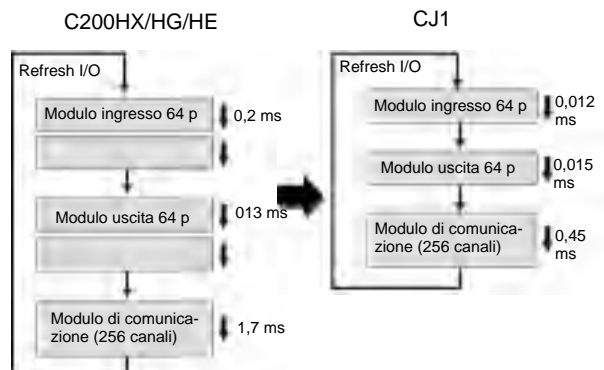 C200HX/HG/HE
Refresh I/O
Modulo ingresso 64 p
0,2 ms
Modulo uscita 64 p
013 ms
Modulo di comunica-
zione (256 canali)
1,7 ms
CJ1
Refresh I/O
Modulo ingresso 64 p
0,012
ms
Modulo uscita 64 p
0,015
ms
Modulo di comunica-
zione (256 canali)
0,45
ms